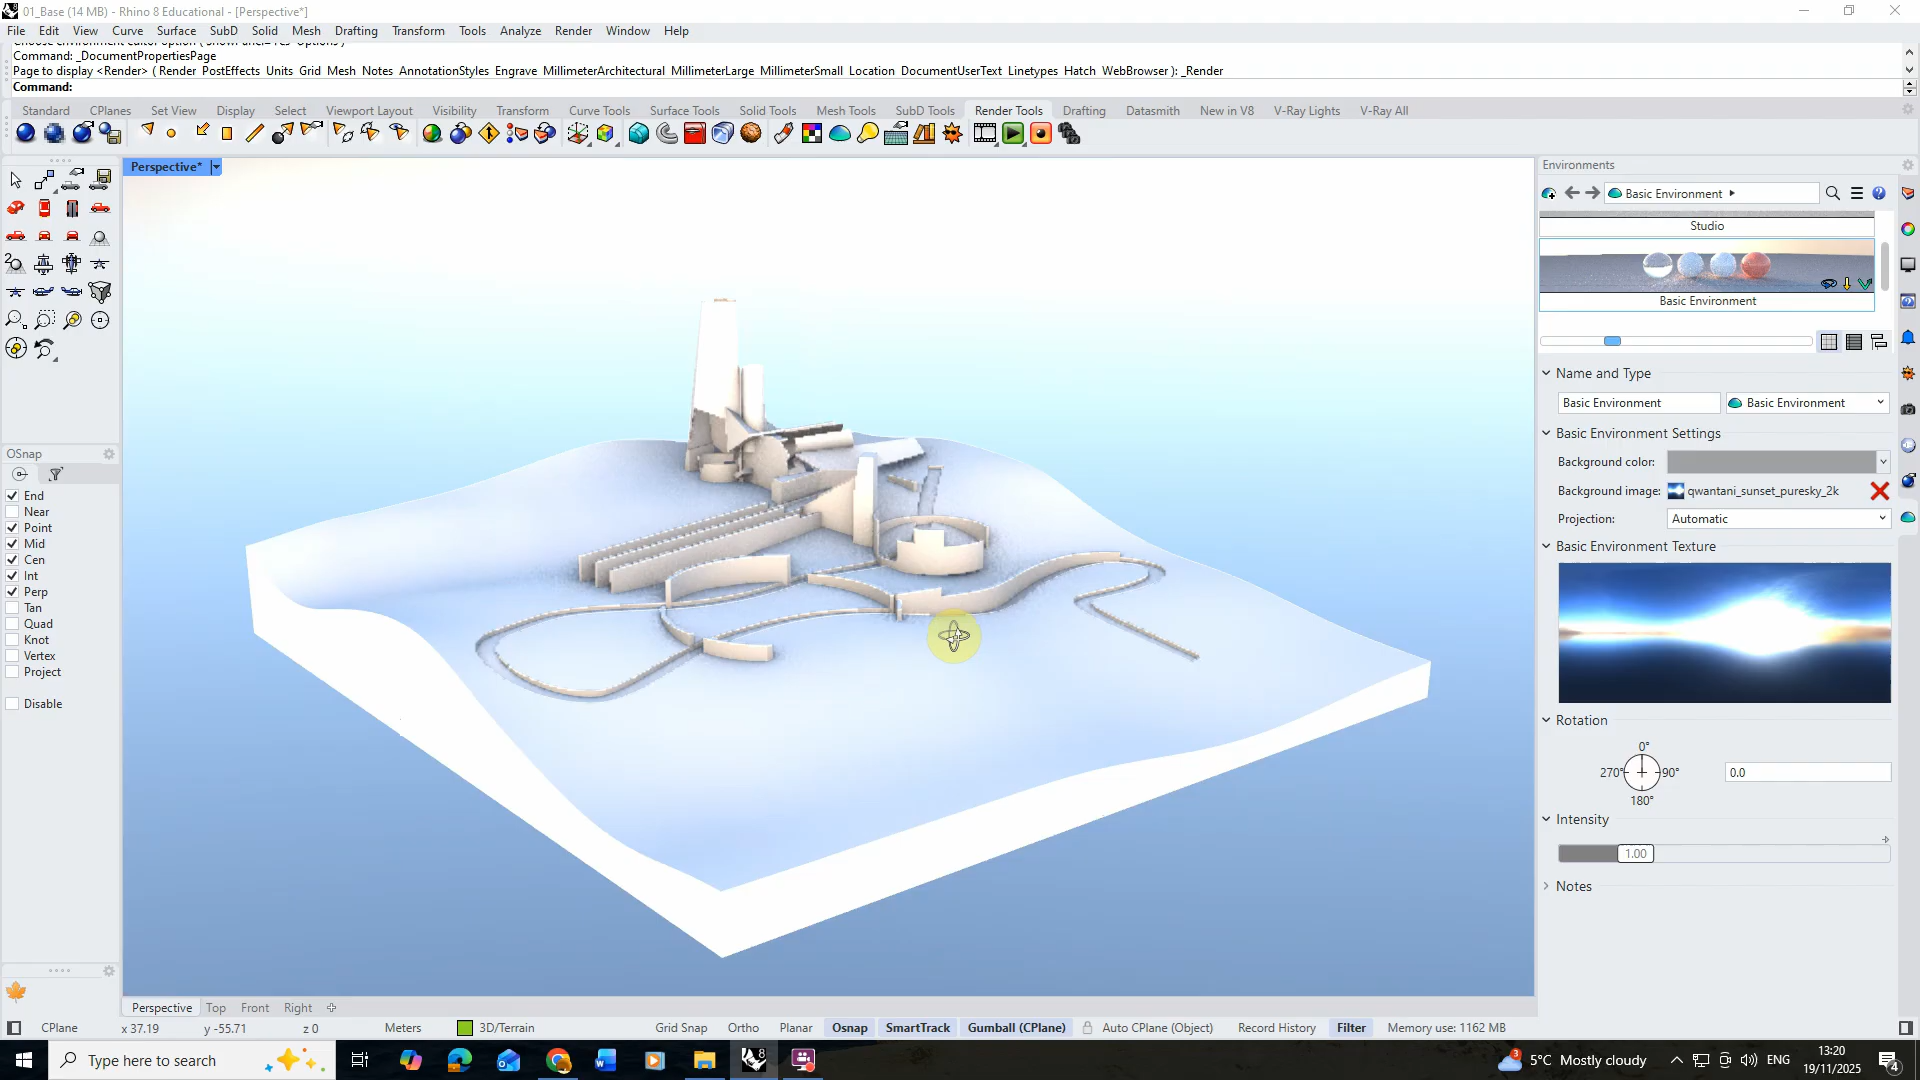 01_Base (14 MB) - Rhino 8 Educational - [Perspective*]
File Edit View Curve Surface SubD Solid Mesh Drafting Transform Tools Analyze Render Window Help
Command: _DocumentPropertiesPage
Page to display <Render> ( Render PostEffects Units Grid Mesh Notes AnnotationStyles Engrave MillimeterArchitectural MillimeterLarge MillimeterSmall Location DocumentUserText Linetypes Hatch WebBrowser ): _Render
Command:
Standard CPlanes Set View Display Select Viewport Layout Visibility Transform Curve Tools Surface Tools Solid Tools Mesh Tools SubD Tools Render Tools Drafting Datasmith New in V8 V-Ray Lights V-Ray All
Perspective*
Environments
Basic Environment
Studio
Basic Environment
Name and Type
Basic Environment Basic Environment
Basic Environment Settings
Background color:
Background image: qwantani_sunset_puresky_2k
Projection: Automatic
Basic Environment Texture
Rotation
0°
270° 90° 0.0
180°
Intensity
1.00
Notes
OSnap
End
Near
Point
Mid
Cen
Int
Perp
Tan
Quad
Knot
Vertex
Project
Disable
Perspective Top Front Right
CPlane x 37.19 y -55.71 z 0 Meters 3D/Terrain Grid Snap Ortho Planar Osnap SmartTrack Gumball (CPlane) Auto CPlane (Object) Record History Filter Memory use: 1162 MB
Type here to search
3 5°C Mostly cloudy ENG 13:20
19/11/2025 4